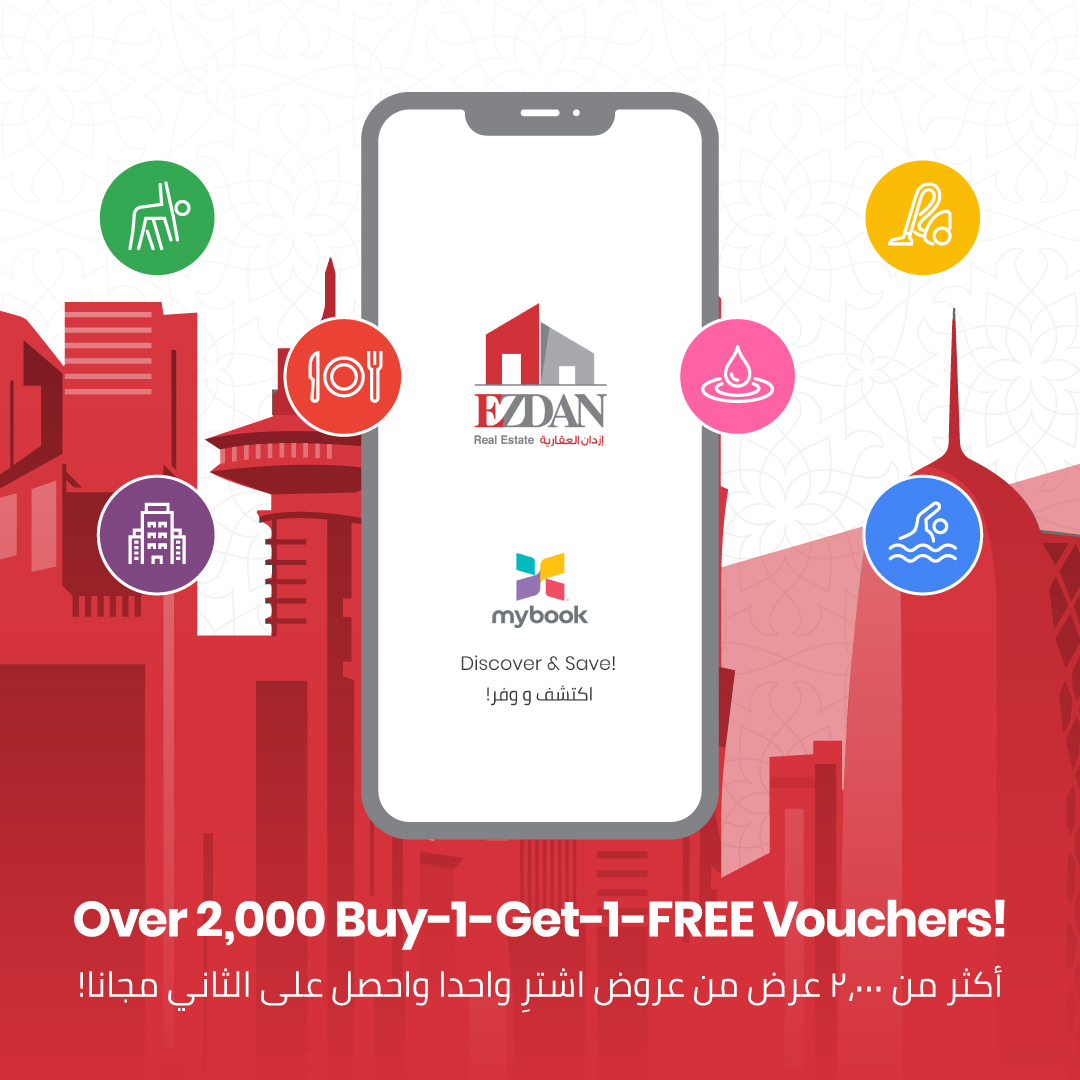 EZDAN
Real Estate إزدان العقارية
mybook
Discover & Save!
اكتشف و وفر!
Over 2,000 Buy-1-Get-1-FREE Vouchers!
أكثر من ٢,٠٠٠ عرض من عروض اشترِ واحدا واحصل على الثاني مجانا!